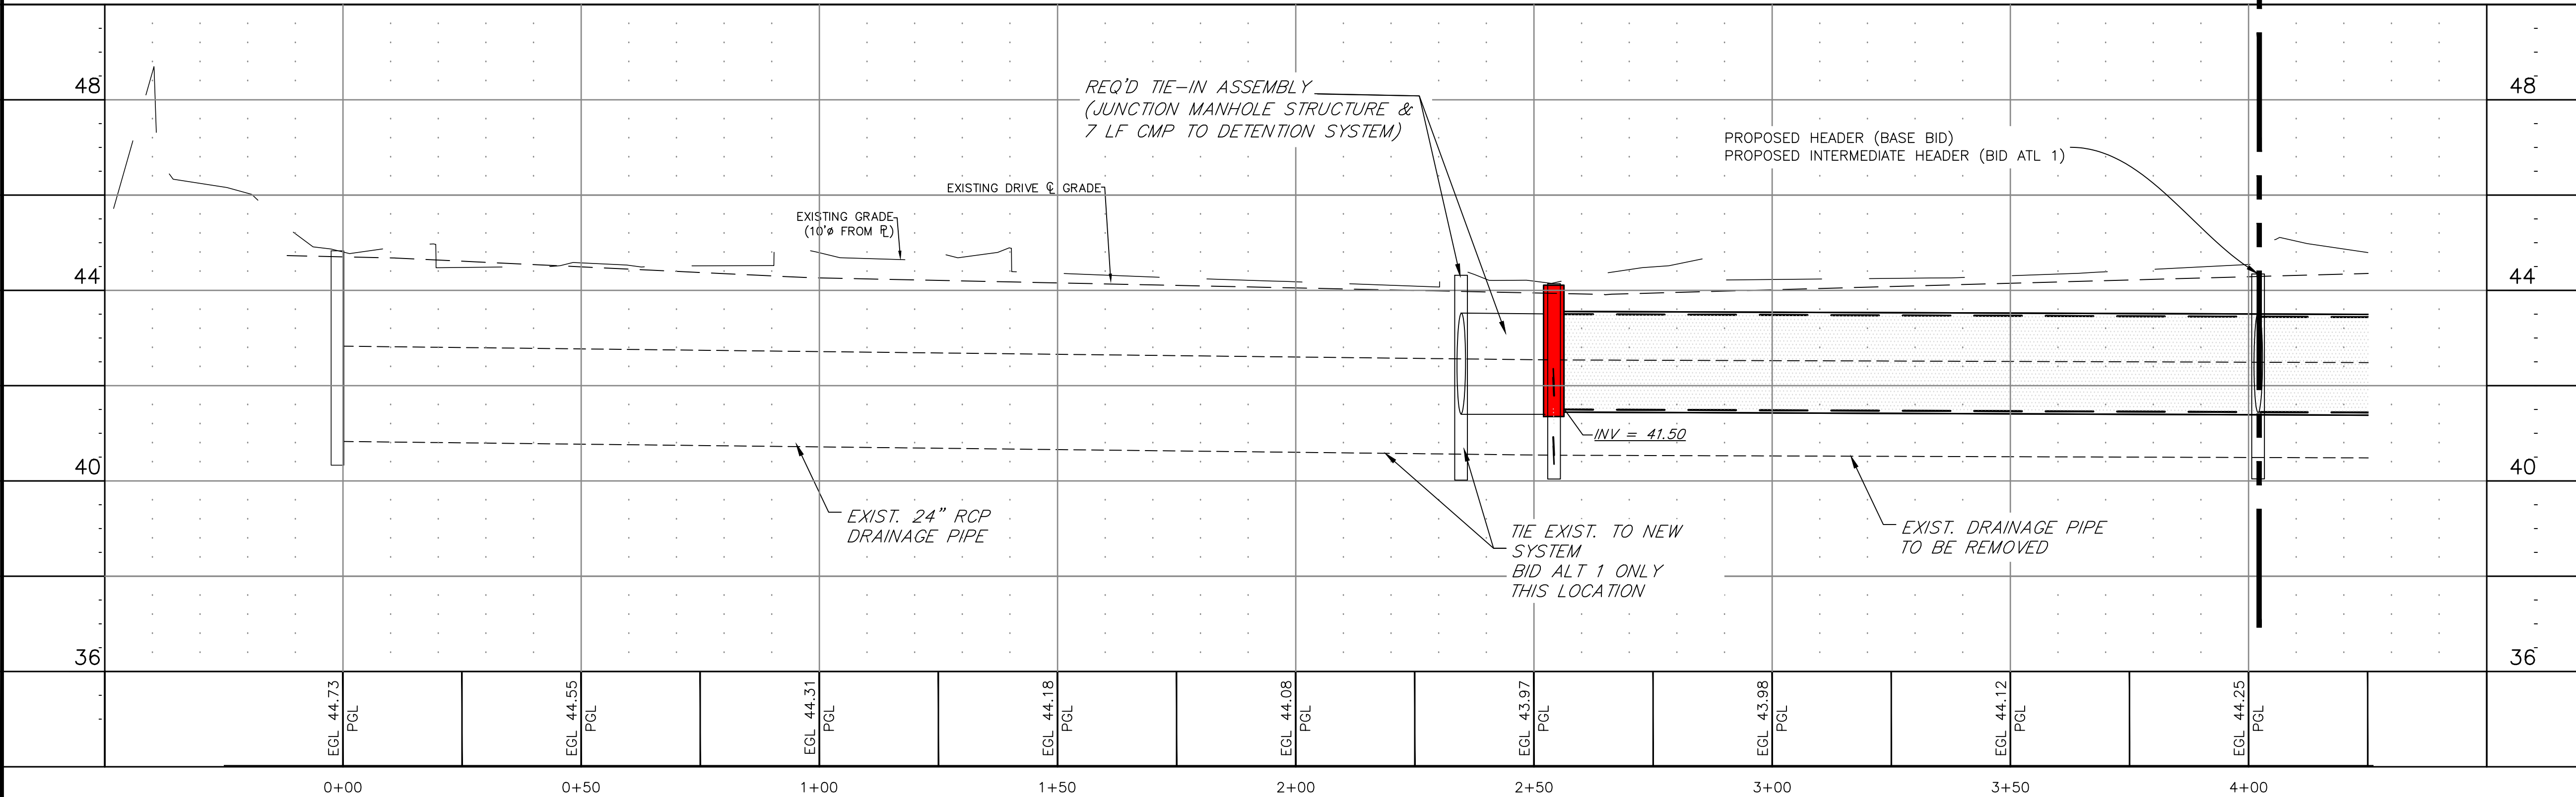 48
48
REQ'D TIE-IN ASSEMBLY
(JUNCTION MANHOLE STRUCTURE &
7 LF CMP TO DETENTION SYSTEM)
PROPOSED HEADER (BASE BID)
PROPOSED INTERMEDIATE HEADER (BID ATL 1)
EXISTING DRIVE ℄ GRADE
EXISTING GRADE
(10'ø FROM ⅊)
44
44
INV = 41.50
40
40
EXIST. 24" RCP
DRAINAGE PIPE
TIE EXIST. TO NEW
SYSTEM
BID ALT 1 ONLY
THIS LOCATION
EXIST. DRAINAGE PIPE
TO BE REMOVED
36
36
EGL 44.73
PGL
EGL 44.55
PGL
EGL 44.31
PGL
EGL 44.18
PGL
EGL 44.08
PGL
EGL 43.97
PGL
EGL 43.98
PGL
EGL 44.12
PGL
EGL 44.25
PGL
0+00
0+50
1+00
1+50
2+00
2+50
3+00
3+50
4+00